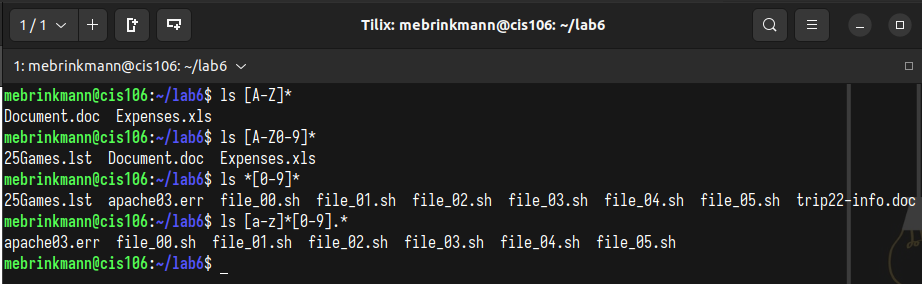 1 / 1 Tilix: mebrinkmann@cis106: ~/lab6
1: mebrinkmann@cis106: ~/lab6
mebrinkmann@cis106:~/lab6$ ls [A-Z]*
Document.doc  Expenses.xls
mebrinkmann@cis106:~/lab6$ ls [A-Z0-9]*
25Games.lst  Document.doc  Expenses.xls
mebrinkmann@cis106:~/lab6$ ls *[0-9]*
25Games.lst  apache03.err  file_00.sh  file_01.sh  file_02.sh  file_03.sh  file_04.sh  file_05.sh  trip22-info.doc
mebrinkmann@cis106:~/lab6$ ls [a-z]*[0-9].*
apache03.err  file_00.sh  file_01.sh  file_02.sh  file_03.sh  file_04.sh  file_05.sh
mebrinkmann@cis106:~/lab6$ _